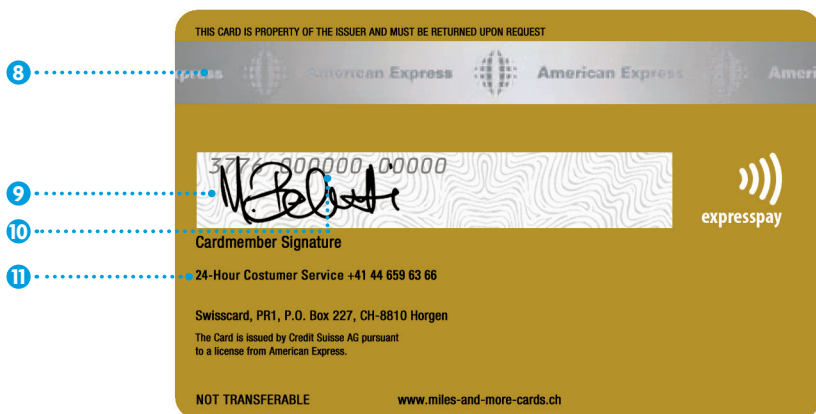 THIS CARD IS PROPERTY OF THE ISSUER AND MUST BE RETURNED UPON REQUEST
8
press American Express American Express Ameri
3776 000000 00000
9
M. Belotti
expresspay
10
Cardmember Signature
11
24-Hour Costumer Service +41 44 659 63 66
Swisscard, PR1, P.O. Box 227, CH-8810 Horgen
The Card is issued by Credit Suisse AG pursuant
to a license from American Express.
NOT TRANSFERABLE www.miles-and-more-cards.ch